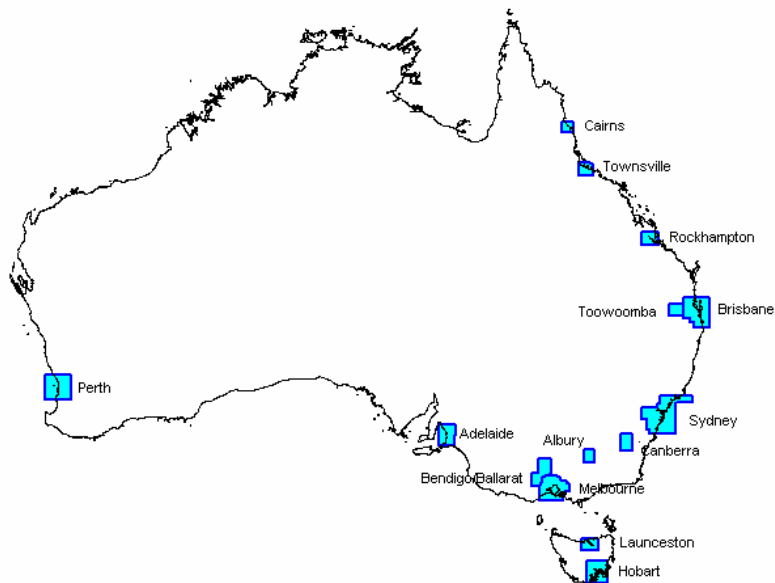 Cairns
Townsville
Rockhampton
Toowoomba
Brisbane
Perth
Sydney
Adelaide
Albury
Canberra
Bendigo/Ballarat
Melbourne
Launceston
Hobart